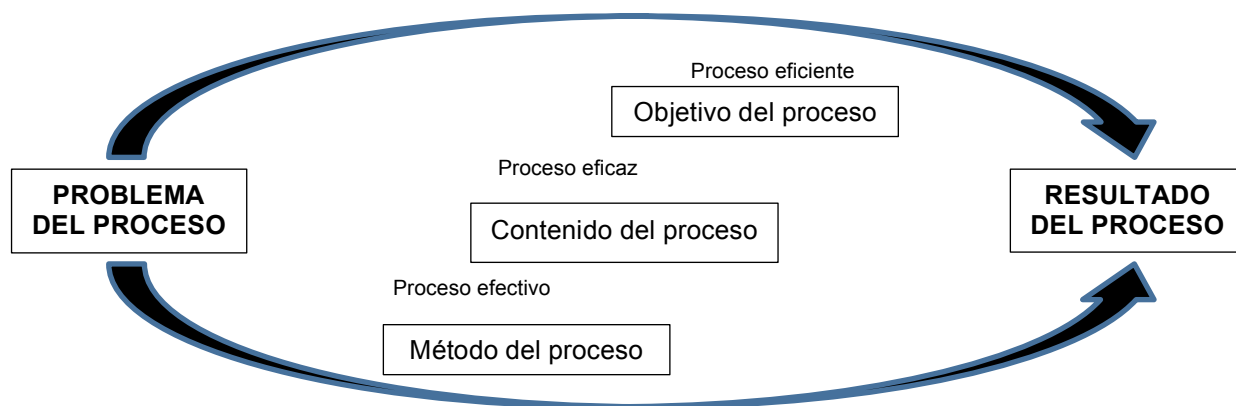 Proceso eficiente
Objetivo del proceso
Proceso eficaz
PROBLEMA
DEL PROCESO
RESULTADO
DEL PROCESO
Contenido del proceso
Proceso efectivo
Método del proceso